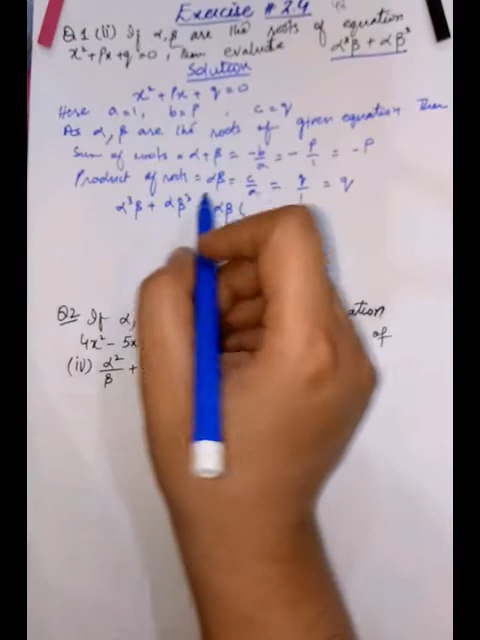 Exercise # 2.4
Q.1 (ii) If α, β are the roots of equation
x² + Px + q = 0, then evaluate α³β + αβ³
Solution
x² + Px + q = 0
Here a = 1, b = P, c = q
As α, β are the roots of given equation Then
Sum of roots = α + β = -b/a = - P/1 = -P
Product of roots = αβ = c/a = q/1 = q
α³β + αβ³ = αβ (
Q2 If α, ation
4x² - 5x of
(iv) α²/β +